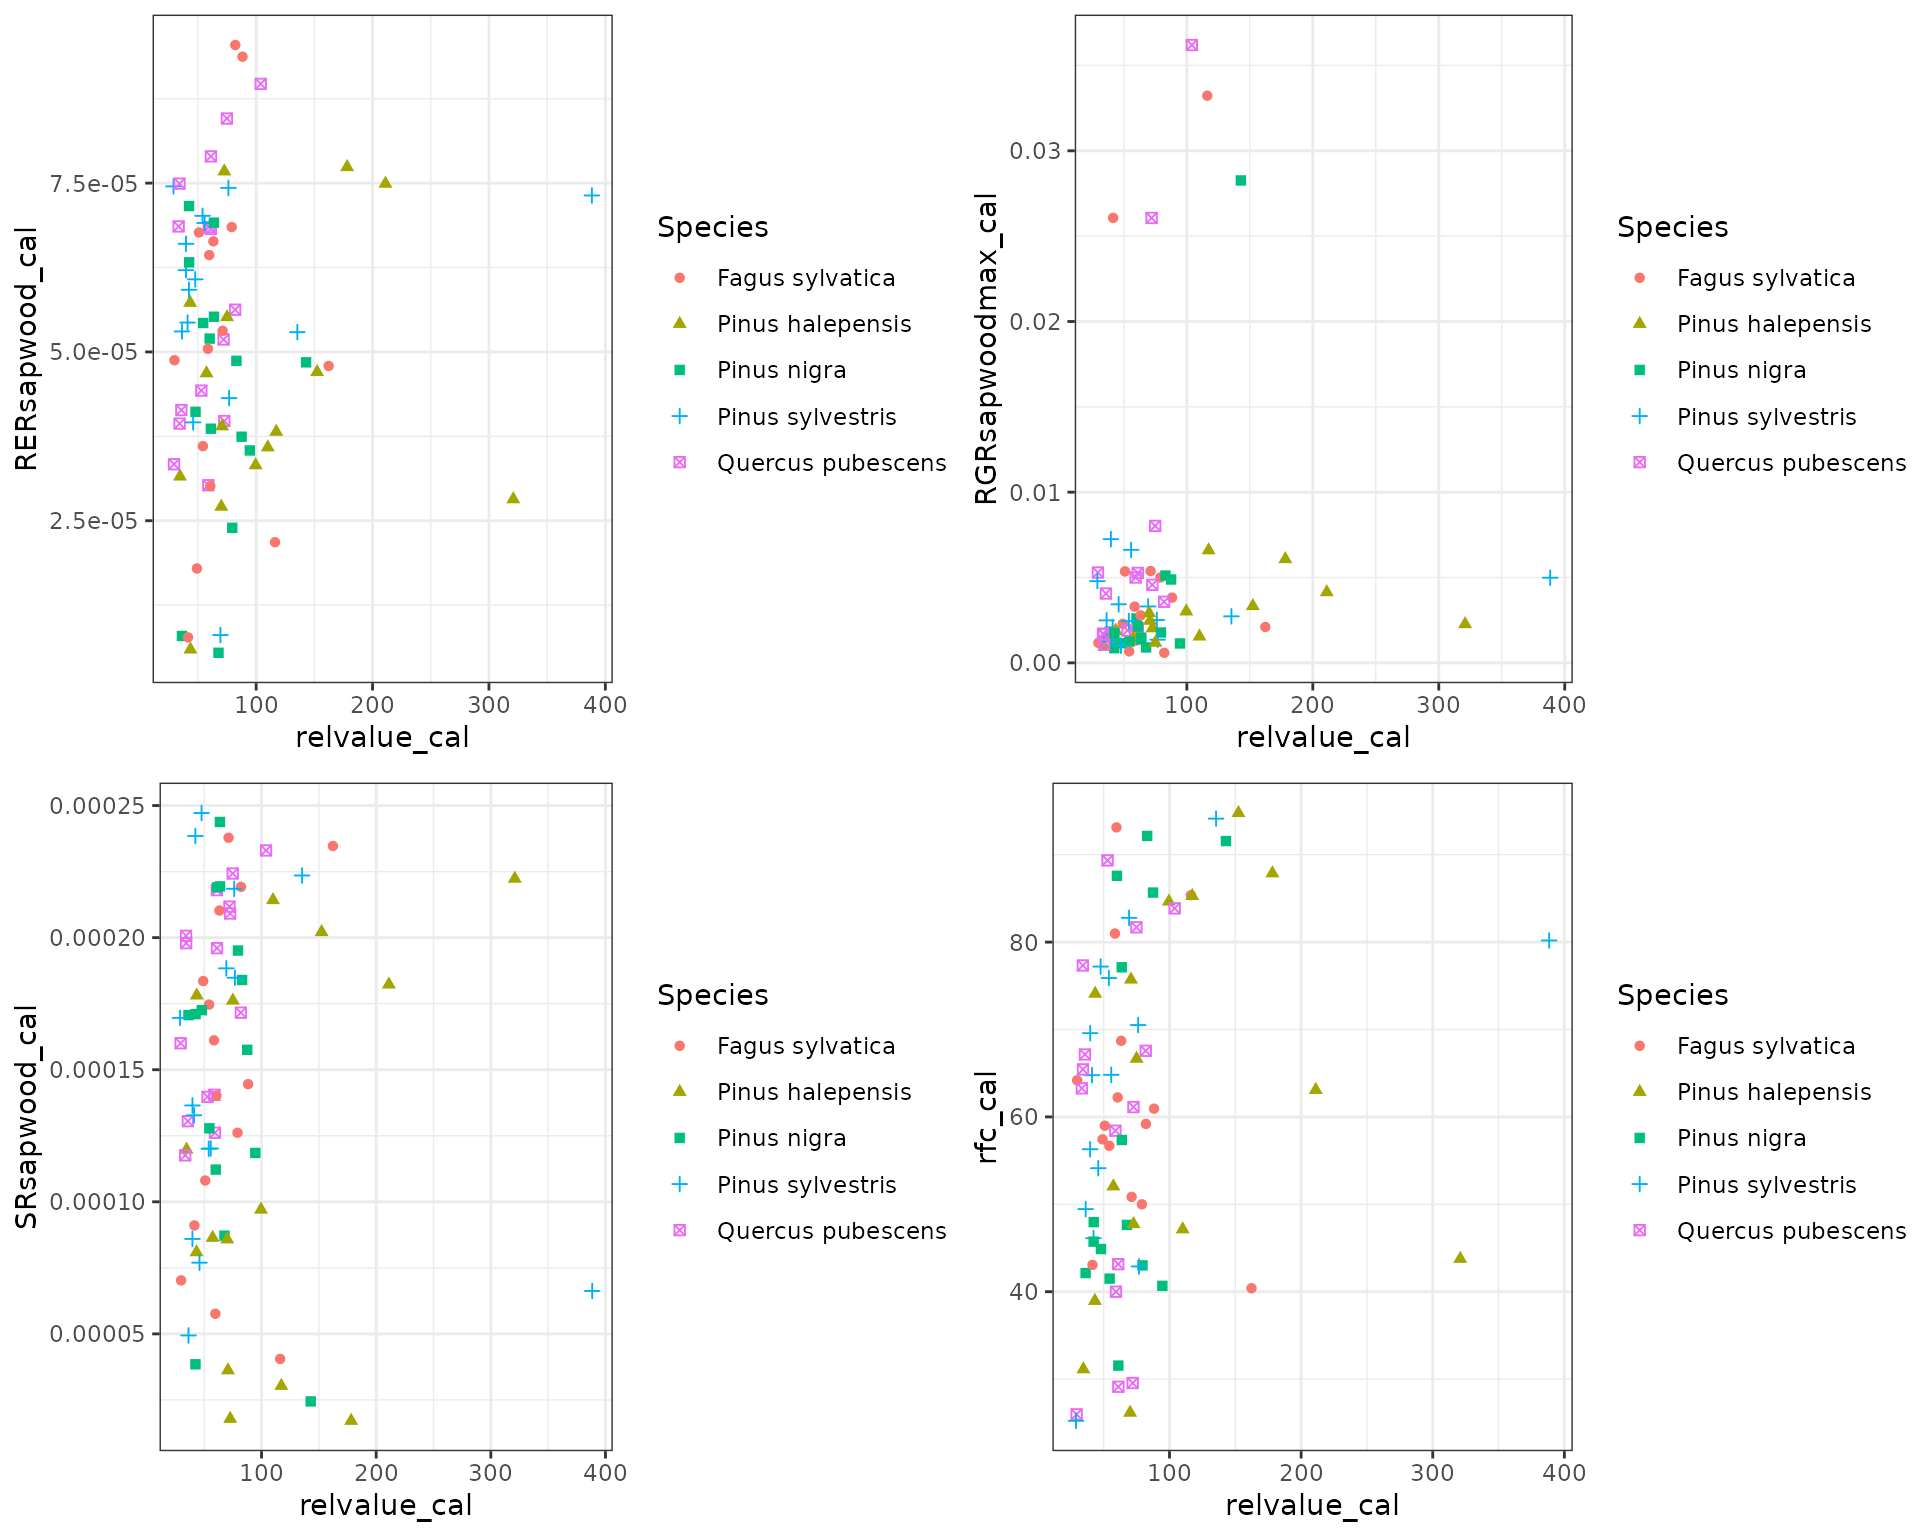 RERsapwood_cal
7.5e-05
5.0e-05
2.5e-05
100 200 300 400
relvalue_cal
Species
Fagus sylvatica
Pinus halepensis
Pinus nigra
Pinus sylvestris
Quercus pubescens
RGRsapwoodmax_cal
0.03
0.02
0.01
0.00
100 200 300 400
relvalue_cal
Species
Fagus sylvatica
Pinus halepensis
Pinus nigra
Pinus sylvestris
Quercus pubescens
SRsapwood_cal
0.00025
0.00020
0.00015
0.00010
0.00005
100 200 300 400
relvalue_cal
Species
Fagus sylvatica
Pinus halepensis
Pinus nigra
Pinus sylvestris
Quercus pubescens
rfc_cal
80
60
40
100 200 300 400
relvalue_cal
Species
Fagus sylvatica
Pinus halepensis
Pinus nigra
Pinus sylvestris
Quercus pubescens